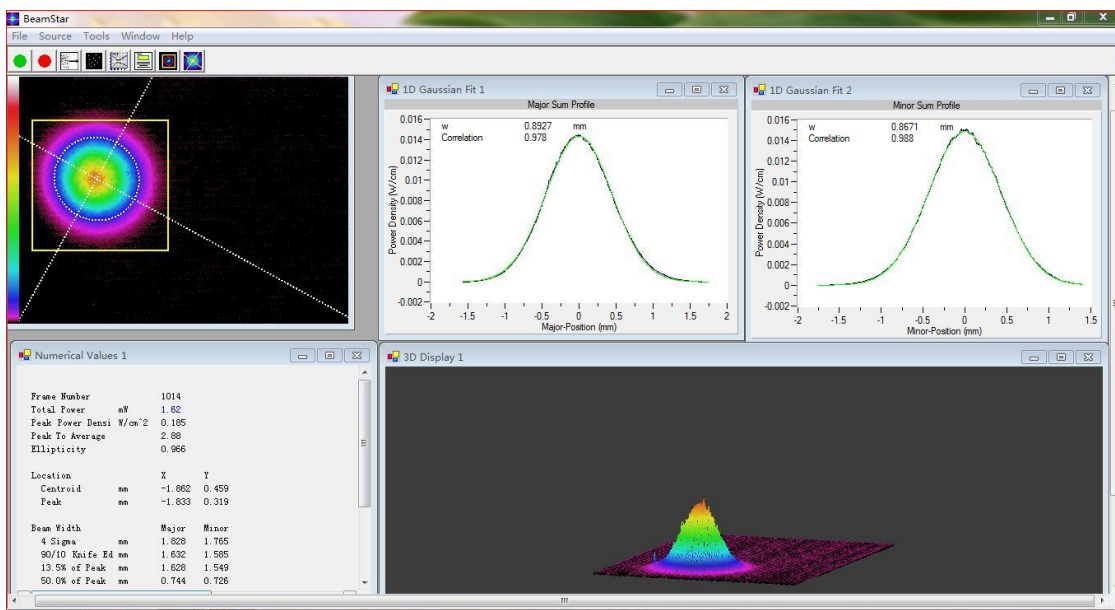 BeamStar
File Source Tools Window Help
1D Gaussian Fit 1
Major Sum Profile
w 0.8927 mm
Correlation 0.978
Power Density (W/cm)
0.016
0.014
0.012
0.01
0.008
0.006
0.004
0.002
0
-0.002
-2 -1.5 -1 -0.5 0 0.5 1 1.5 2
Major-Position (mm)
1D Gaussian Fit 2
Minor Sum Profile
w 0.8671 mm
Correlation 0.988
Power Density (W/cm)
0.016
0.014
0.012
0.01
0.008
0.006
0.004
0.002
0
-0.002
-2 -1.5 -1 -0.5 0 0.5 1 1.5
Minor-Position (mm)
Numerical Values 1
Frame Number 1014
Total Power mW 1.62
Peak Power Densi W/cm^2 0.185
Peak To Average 2.88
Ellipticity 0.966
Location X Y
Centroid mm -1.862 0.459
Peak mm -1.833 0.319
Beam Width Major Minor
4 Sigma mm 1.828 1.765
90/10 Knife Ed mm 1.632 1.585
13.5% of Peak mm 1.628 1.549
50.0% of Peak mm 0.744 0.726
3D Display 1